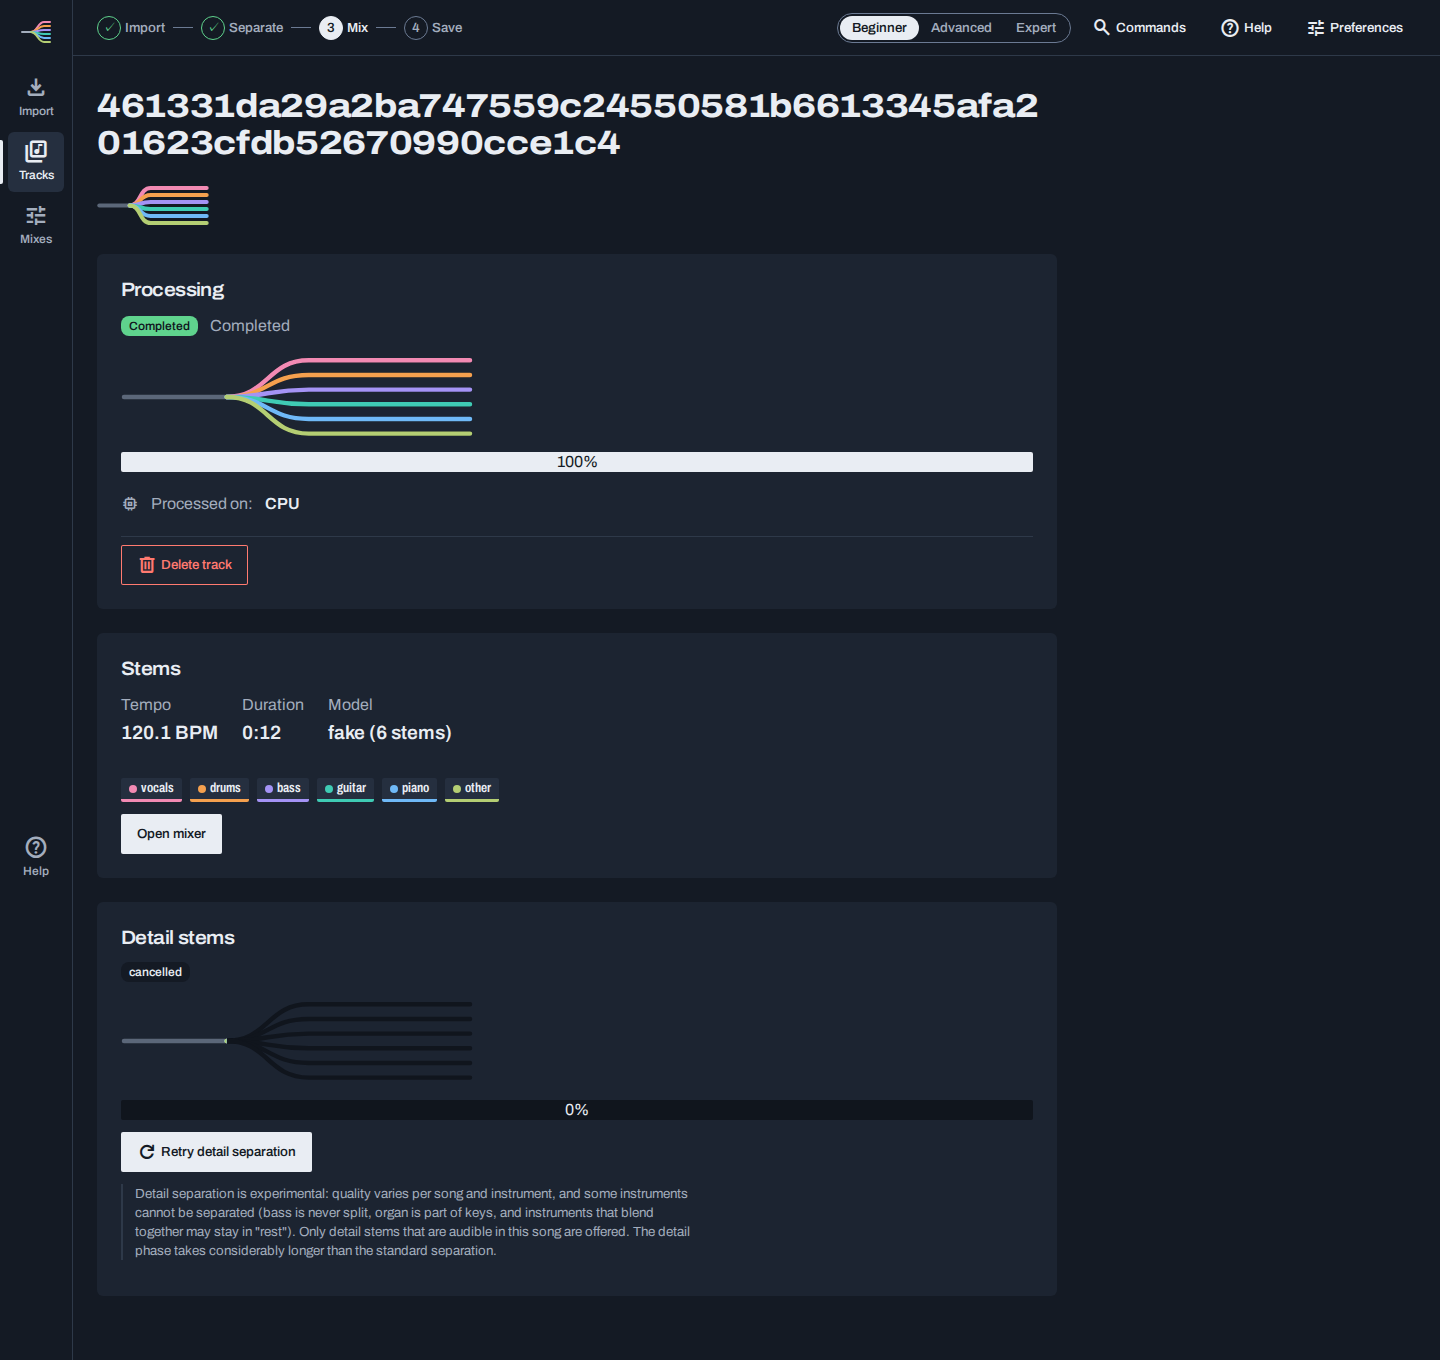 Import
Separate
3
Mix
4
Save
Beginner
Advanced
Expert
Commands
Help
Preferences
Import
Tracks
Mixes
Help
461331da29a2ba747559c24550581b6613345afa2
01623cfdb52670990cce1c4
Processing
Completed
Completed
100%
Processed on: CPU
Delete track
Stems
Tempo
Duration
Model
120.1 BPM
0:12
fake (6 stems)
vocals
drums
bass
guitar
piano
other
Open mixer
Detail stems
cancelled
0%
Retry detail separation
Detail separation is experimental: quality varies per song and instrument, and some instruments
cannot be separated (bass is never split, organ is part of keys, and instruments that blend
together may stay in "rest"). Only detail stems that are audible in this song are offered. The detail
phase takes considerably longer than the standard separation.